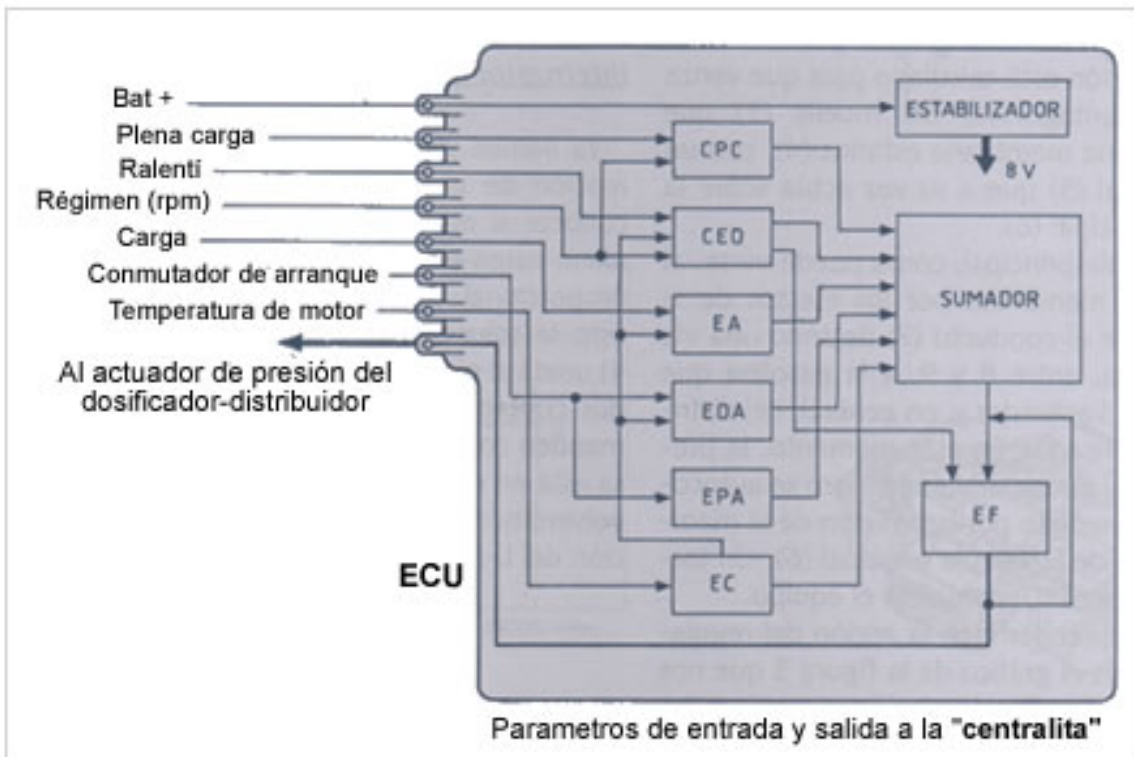 Bat +
Plena carga
Ralentí
Régimen (rpm)
Carga
Conmutador de arranque
Temperatura de motor
Al actuador de presión del
dosificador-distribuidor
ECU
ESTABILIZADOR
8 V
CPC
CED
EA
EDA
EPA
EC
SUMADOR
EF
Parametros de entrada y salida a la "centralita"